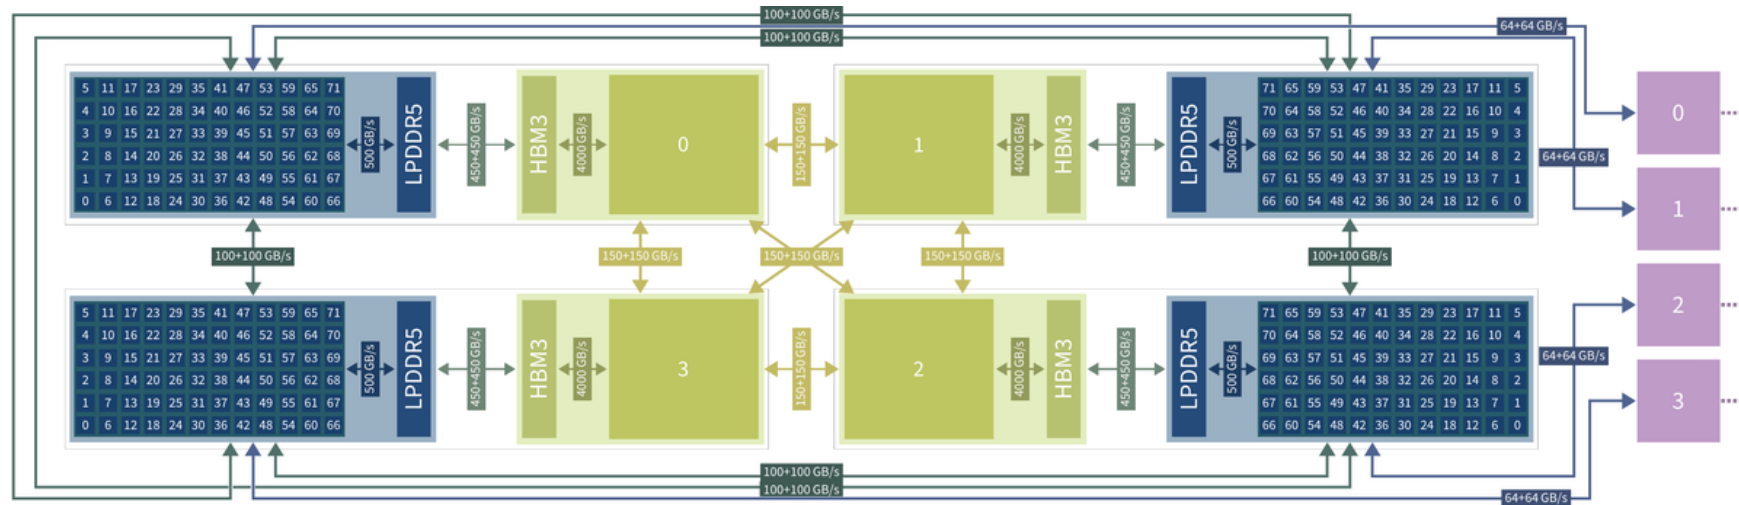 100+100 GB/s
64+64 GB/s
100+100 GB/s
5 11 17 23 29 35 41 47 53 59 65 71
4 10 16 22 28 34 40 46 52 58 64 70
3 9 15 21 27 33 39 45 51 57 63 69
2 8 14 20 26 32 38 44 50 56 62 68
1 7 13 19 25 31 37 43 49 55 61 67
0 6 12 18 24 30 36 42 48 54 60 66
500 GB/s
LPDDR5
450+450 GB/s
HBM3
4000 GB/s
0
150+150 GB/s
1
4000 GB/s
HBM3
450+450 GB/s
LPDDR5
500 GB/s
71 65 59 53 47 41 35 29 23 17 11 5
70 64 58 52 46 40 34 28 22 16 10 4
69 63 57 51 45 39 33 27 21 15 9 3
68 62 56 50 44 38 32 26 20 14 8 2
67 61 55 49 43 37 31 25 19 13 7 1
66 60 54 48 42 36 30 24 18 12 6 0
64+64 GB/s
0
1
100+100 GB/s
150+150 GB/s
150+150 GB/s
150+150 GB/s
100+100 GB/s
5 11 17 23 29 35 41 47 53 59 65 71
4 10 16 22 28 34 40 46 52 58 64 70
3 9 15 21 27 33 39 45 51 57 63 69
2 8 14 20 26 32 38 44 50 56 62 68
1 7 13 19 25 31 37 43 49 55 61 67
0 6 12 18 24 30 36 42 48 54 60 66
500 GB/s
LPDDR5
450+450 GB/s
HBM3
4000 GB/s
3
150+150 GB/s
2
4000 GB/s
HBM3
450+450 GB/s
LPDDR5
500 GB/s
71 65 59 53 47 41 35 29 23 17 11 5
70 64 58 52 46 40 34 28 22 16 10 4
69 63 57 51 45 39 33 27 21 15 9 3
68 62 56 50 44 38 32 26 20 14 8 2
67 61 55 49 43 37 31 25 19 13 7 1
66 60 54 48 42 36 30 24 18 12 6 0
64+64 GB/s
2
3
100+100 GB/s
100+100 GB/s
64+64 GB/s